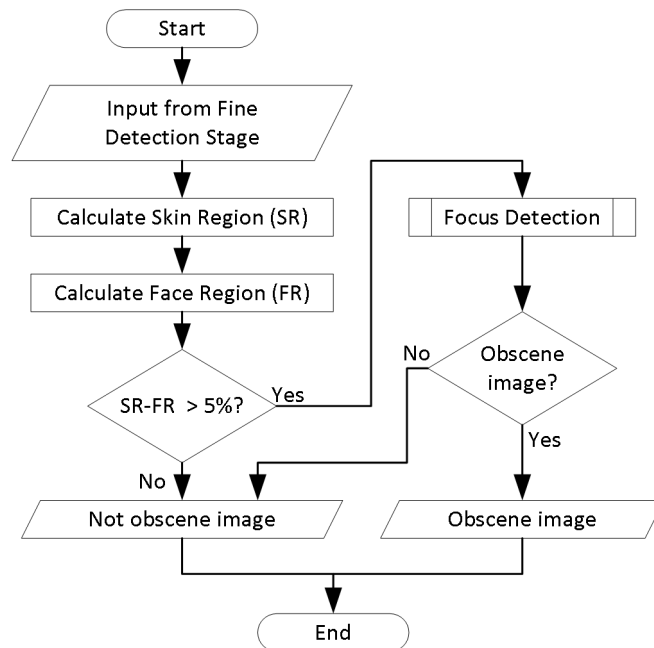 Start
Input from Fine
Detection Stage
Calculate Skin Region (SR)
Focus Detection
Calculate Face Region (FR)
No
Obscene
image?
SR-FR > 5%?
Yes
Yes
No
Not obscene image
Obscene image
End